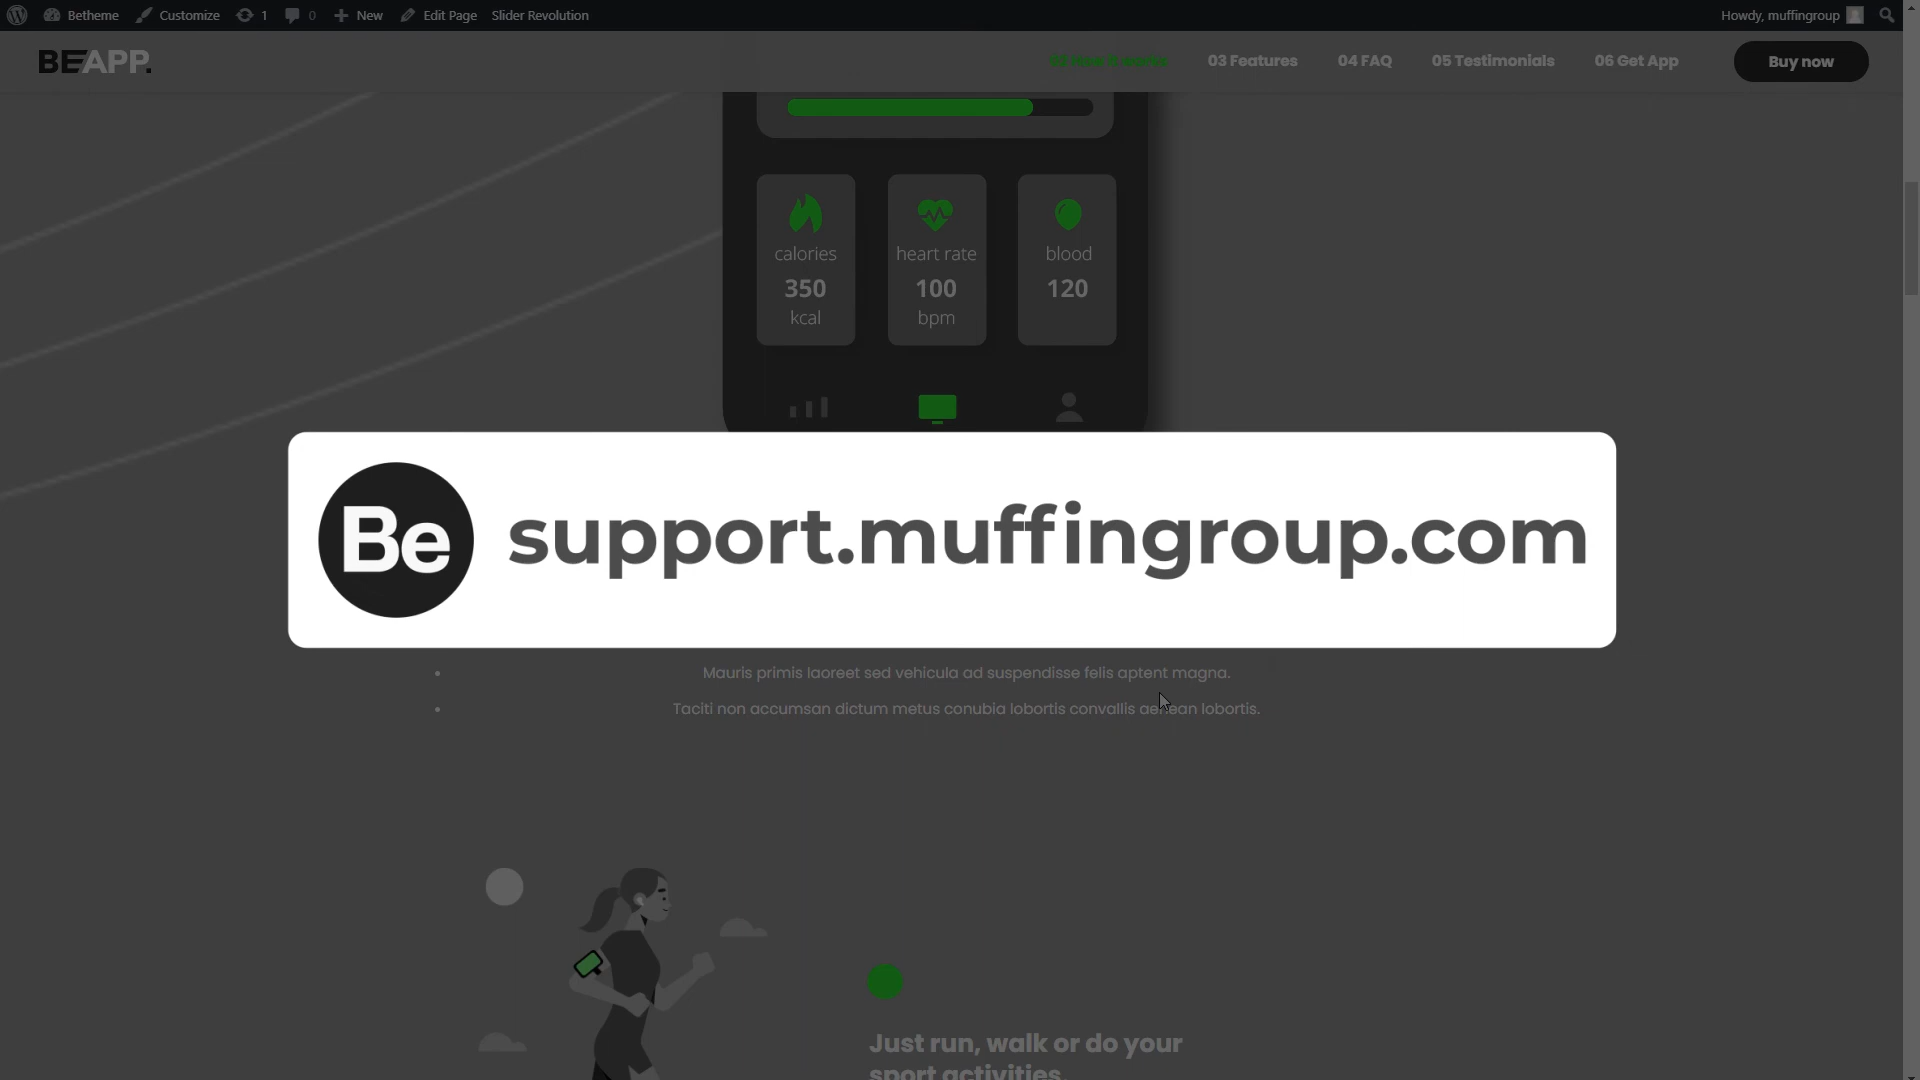 Betheme Customize 1 0 New Edit Page Slider Revolution Howdy, muffingroup
BEAPP. 03 Features 04 FAQ 05 Testimonials 06 Get App Buy now
calories heart rate blood
350 100 120
kcal bpm
Be support.muffingroup.com
Mauris primis laoreet sed vehicula ad suspendisse felis aptent magna.
Taciti non accumsan dictum metus conubia lobortis convallis aenean lobortis.
Just run, walk or do your
sport activities.